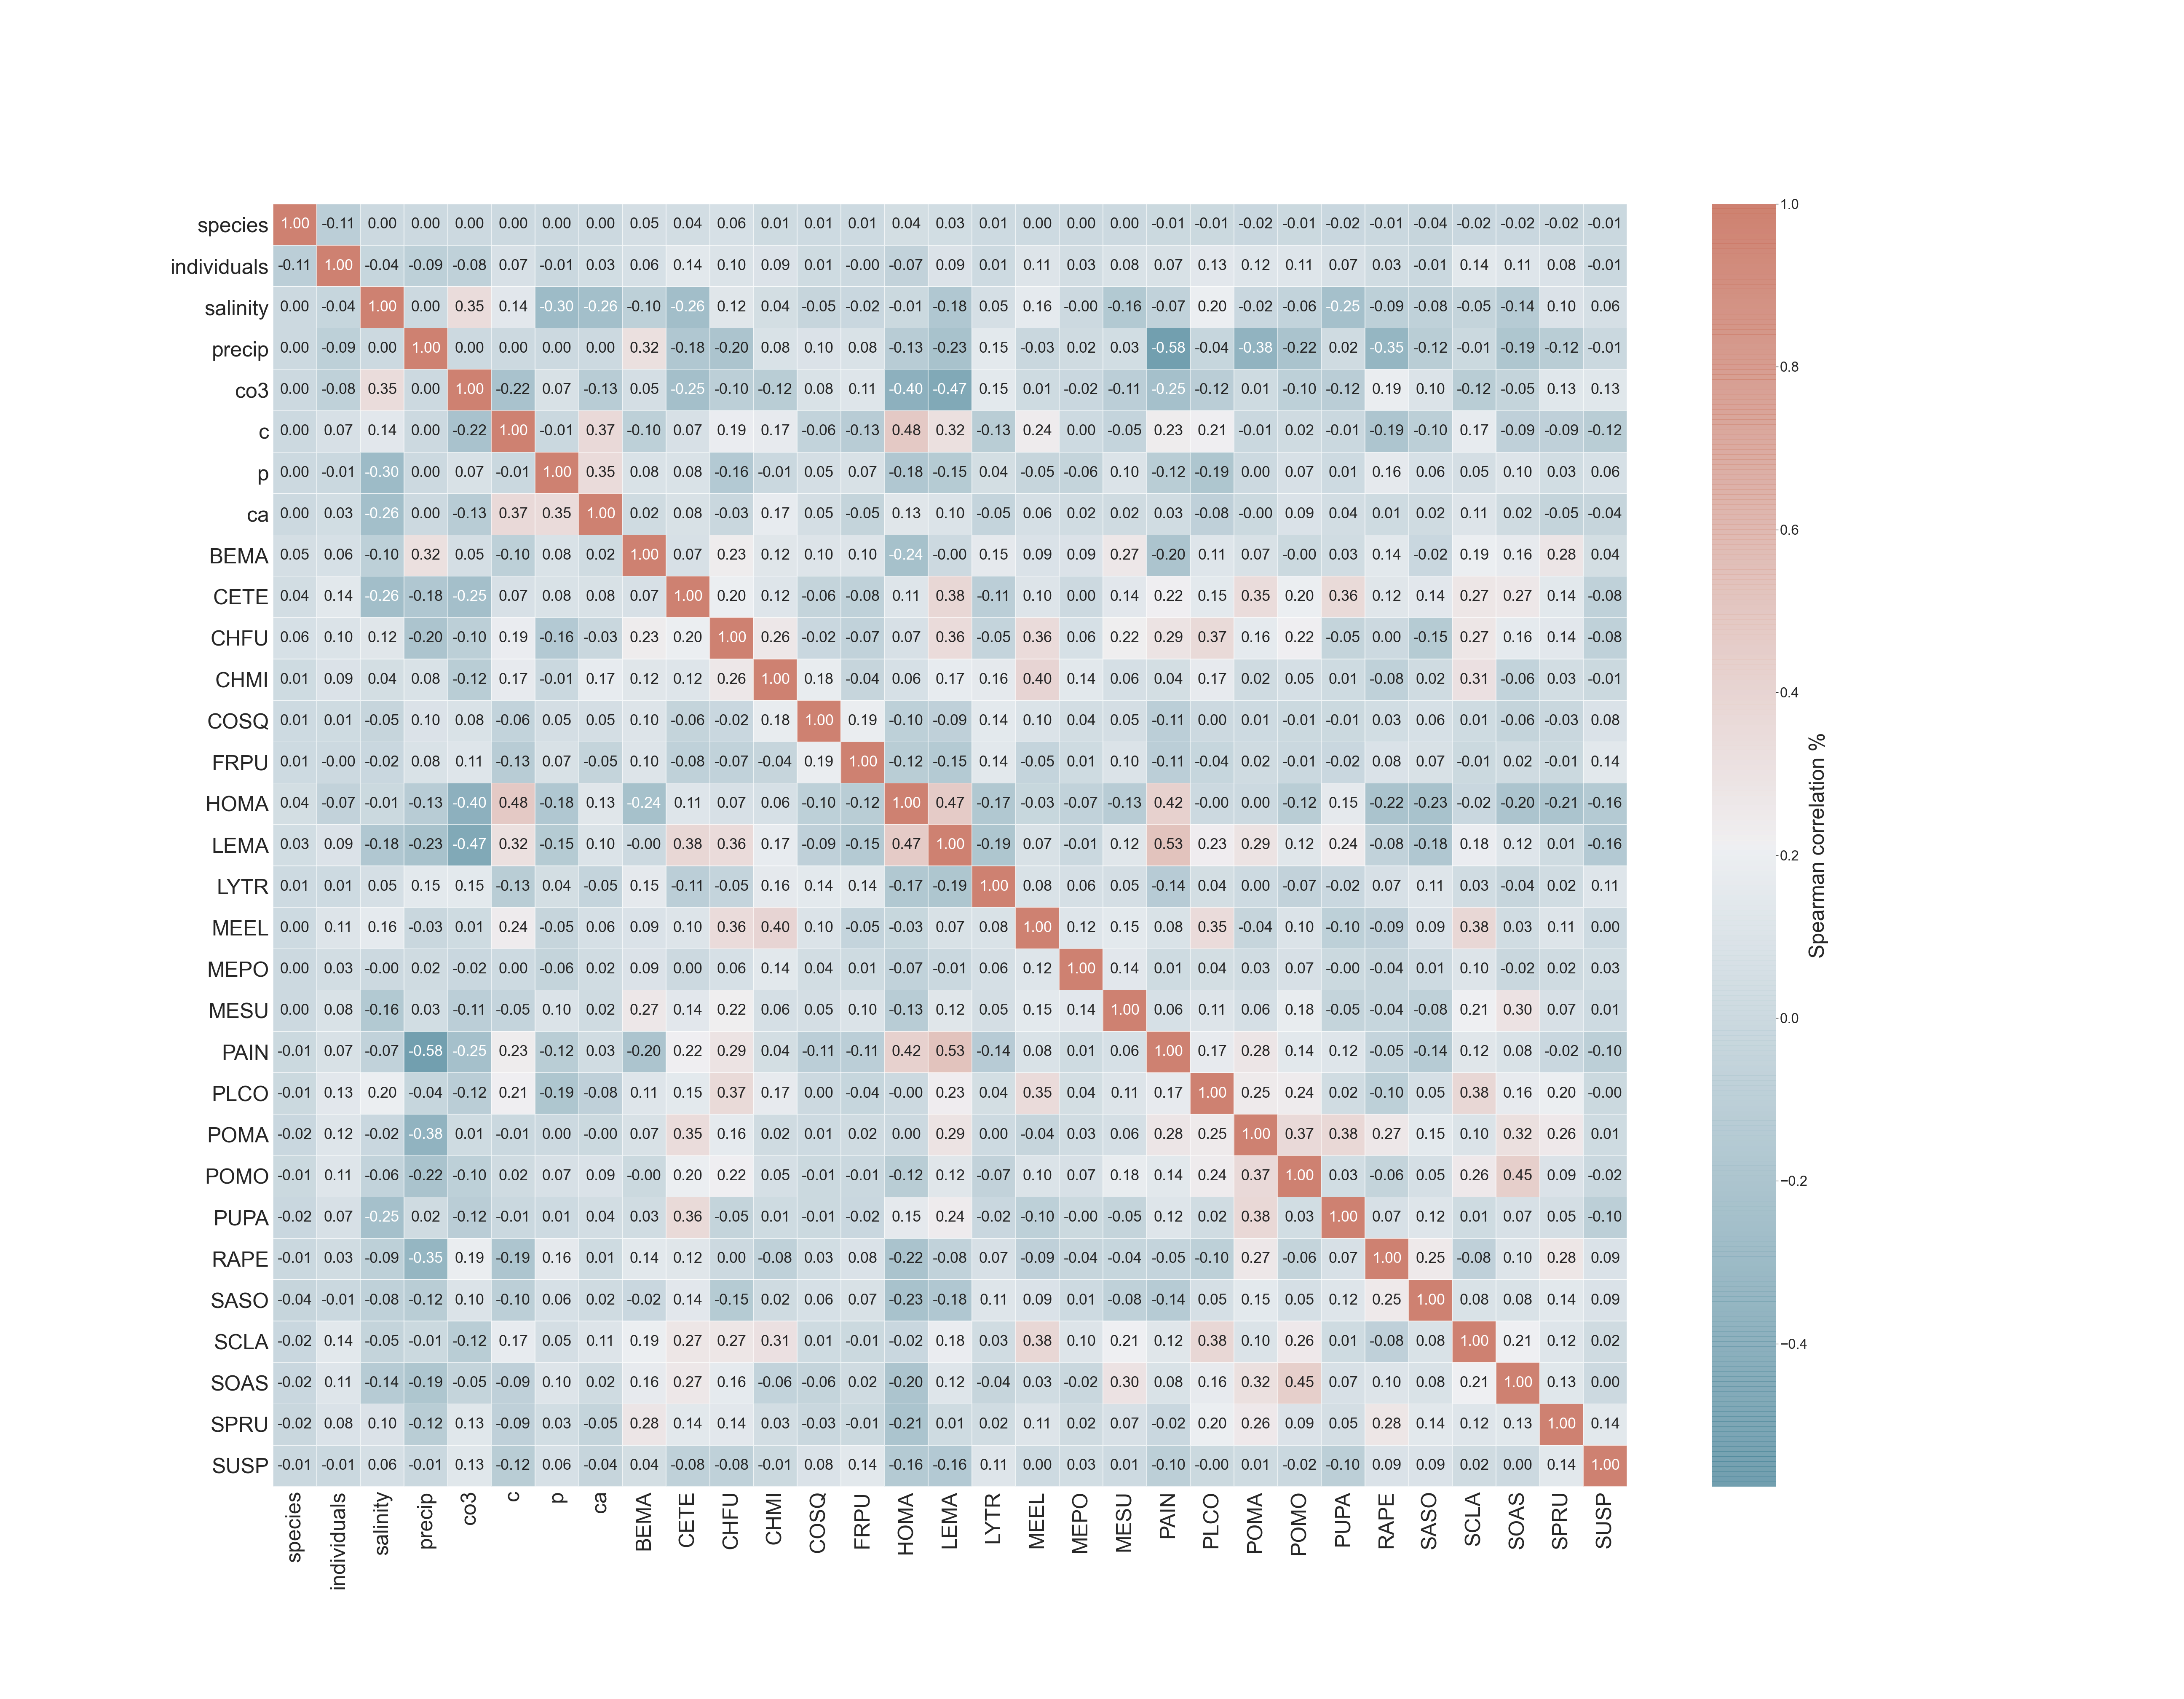 species 1.00 -0.11 0.00 0.00 0.00 0.00 0.00 0.00 0.05 0.04 0.06 0.01 0.01 0.01 0.04 0.03 0.01 0.00 0.00 0.00 -0.01 -0.01 -0.02 -0.01 -0.02 -0.01 -0.04 -0.02 -0.02 -0.02 -0.01
individuals -0.11 1.00 -0.04 -0.09 -0.08 0.07 -0.01 0.03 0.06 0.14 0.10 0.09 0.01 -0.00 -0.07 0.09 0.01 0.11 0.03 0.08 0.07 0.13 0.12 0.11 0.07 0.03 -0.01 0.14 0.11 0.08 -0.01
salinity 0.00 -0.04 1.00 0.00 0.35 0.14 -0.30 -0.26 -0.10 -0.26 0.12 0.04 -0.05 -0.02 -0.01 -0.18 0.05 0.16 -0.00 -0.16 -0.07 0.20 -0.02 -0.06 -0.25 -0.09 -0.08 -0.05 -0.14 0.10 0.06
precip 0.00 -0.09 0.00 1.00 0.00 0.00 0.00 0.00 0.32 -0.18 -0.20 0.08 0.10 0.08 -0.13 -0.23 0.15 -0.03 0.02 0.03 -0.58 -0.04 -0.38 -0.22 0.02 -0.35 -0.12 -0.01 -0.19 -0.12 -0.01
co3 0.00 -0.08 0.35 0.00 1.00 -0.22 0.07 -0.13 0.05 -0.25 -0.10 -0.12 0.08 0.11 -0.40 -0.47 0.15 0.01 -0.02 -0.11 -0.25 -0.12 0.01 -0.10 -0.12 0.19 0.10 -0.12 -0.05 0.13 0.13
c 0.00 0.07 0.14 0.00 -0.22 1.00 -0.01 0.37 -0.10 0.07 0.19 0.17 -0.06 -0.13 0.48 0.32 -0.13 0.24 0.00 -0.05 0.23 0.21 -0.01 0.02 -0.01 -0.19 -0.10 0.17 -0.09 -0.09 -0.12
p 0.00 -0.01 -0.30 0.00 0.07 -0.01 1.00 0.35 0.08 0.08 -0.16 -0.01 0.05 0.07 -0.18 -0.15 0.04 -0.05 -0.06 0.10 -0.12 -0.19 0.00 0.07 0.01 0.16 0.06 0.05 0.10 0.03 0.06
ca 0.00 0.03 -0.26 0.00 -0.13 0.37 0.35 1.00 0.02 0.08 -0.03 0.17 0.05 -0.05 0.13 0.10 -0.05 0.06 0.02 0.02 0.03 -0.08 -0.00 0.09 0.04 0.01 0.02 0.11 0.02 -0.05 -0.04
BEMA 0.05 0.06 -0.10 0.32 0.05 -0.10 0.08 0.02 1.00 0.07 0.23 0.12 0.10 0.10 -0.24 -0.00 0.15 0.09 0.09 0.27 -0.20 0.11 0.07 -0.00 0.03 0.14 -0.02 0.19 0.16 0.28 0.04
CETE 0.04 0.14 -0.26 -0.18 -0.25 0.07 0.08 0.08 0.07 1.00 0.20 0.12 -0.06 -0.08 0.11 0.38 -0.11 0.10 0.00 0.14 0.22 0.15 0.35 0.20 0.36 0.12 0.14 0.27 0.27 0.14 -0.08
CHFU 0.06 0.10 0.12 -0.20 -0.10 0.19 -0.16 -0.03 0.23 0.20 1.00 0.26 -0.02 -0.07 0.07 0.36 -0.05 0.36 0.06 0.22 0.29 0.37 0.16 0.22 -0.05 0.00 -0.15 0.27 0.16 0.14 -0.08
CHMI 0.01 0.09 0.04 0.08 -0.12 0.17 -0.01 0.17 0.12 0.12 0.26 1.00 0.18 -0.04 0.06 0.17 0.16 0.40 0.14 0.06 0.04 0.17 0.02 0.05 0.01 -0.08 0.02 0.31 -0.06 0.03 -0.01
COSQ 0.01 0.01 -0.05 0.10 0.08 -0.06 0.05 0.05 0.10 -0.06 -0.02 0.18 1.00 0.19 -0.10 -0.09 0.14 0.10 0.04 0.05 -0.11 0.00 0.01 -0.01 -0.01 0.03 0.06 0.01 -0.06 -0.03 0.08
FRPU 0.01 -0.00 -0.02 0.08 0.11 -0.13 0.07 -0.05 0.10 -0.08 -0.07 -0.04 0.19 1.00 -0.12 -0.15 0.14 -0.05 0.01 0.10 -0.11 -0.04 0.02 -0.01 -0.02 0.08 0.07 -0.01 0.02 -0.01 0.14
HOMA 0.04 -0.07 -0.01 -0.13 -0.40 0.48 -0.18 0.13 -0.24 0.11 0.07 0.06 -0.10 -0.12 1.00 0.47 -0.17 -0.03 -0.07 -0.13 0.42 -0.00 0.00 -0.12 0.15 -0.22 -0.23 -0.02 -0.20 -0.21 -0.16
LEMA 0.03 0.09 -0.18 -0.23 -0.47 0.32 -0.15 0.10 -0.00 0.38 0.36 0.17 -0.09 -0.15 0.47 1.00 -0.19 0.07 -0.01 0.12 0.53 0.23 0.29 0.12 0.24 -0.08 -0.18 0.18 0.12 0.01 -0.16
LYTR 0.01 0.01 0.05 0.15 0.15 -0.13 0.04 -0.05 0.15 -0.11 -0.05 0.16 0.14 0.14 -0.17 -0.19 1.00 0.08 0.06 0.05 -0.14 0.04 0.00 -0.07 -0.02 0.07 0.11 0.03 -0.04 0.02 0.11
MEEL 0.00 0.11 0.16 -0.03 0.01 0.24 -0.05 0.06 0.09 0.10 0.36 0.40 0.10 -0.05 -0.03 0.07 0.08 1.00 0.12 0.15 0.08 0.35 -0.04 0.10 -0.10 -0.09 0.09 0.38 0.03 0.11 0.00
MEPO 0.00 0.03 -0.00 0.02 -0.02 0.00 -0.06 0.02 0.09 0.00 0.06 0.14 0.04 0.01 -0.07 -0.01 0.06 0.12 1.00 0.14 0.01 0.04 0.03 0.07 -0.00 -0.04 0.01 0.10 -0.02 0.02 0.03
MESU 0.00 0.08 -0.16 0.03 -0.11 -0.05 0.10 0.02 0.27 0.14 0.22 0.06 0.05 0.10 -0.13 0.12 0.05 0.15 0.14 1.00 0.06 0.11 0.06 0.18 -0.05 -0.04 -0.08 0.21 0.30 0.07 0.01
PAIN -0.01 0.07 -0.07 -0.58 -0.25 0.23 -0.12 0.03 -0.20 0.22 0.29 0.04 -0.11 -0.11 0.42 0.53 -0.14 0.08 0.01 0.06 1.00 0.17 0.28 0.14 0.12 -0.05 -0.14 0.12 0.08 -0.02 -0.10
PLCO -0.01 0.13 0.20 -0.04 -0.12 0.21 -0.19 -0.08 0.11 0.15 0.37 0.17 0.00 -0.04 -0.00 0.23 0.04 0.35 0.04 0.11 0.17 1.00 0.25 0.24 0.02 -0.10 0.05 0.38 0.16 0.20 -0.00
POMA -0.02 0.12 -0.02 -0.38 0.01 -0.01 0.00 -0.00 0.07 0.35 0.16 0.02 0.01 0.02 0.00 0.29 0.00 -0.04 0.03 0.06 0.28 0.25 1.00 0.37 0.38 0.27 0.15 0.10 0.32 0.26 0.01
POMO -0.01 0.11 -0.06 -0.22 -0.10 0.02 0.07 0.09 -0.00 0.20 0.22 0.05 -0.01 -0.01 -0.12 0.12 -0.07 0.10 0.07 0.18 0.14 0.24 0.37 1.00 0.03 -0.06 0.05 0.26 0.45 0.09 -0.02
PUPA -0.02 0.07 -0.25 0.02 -0.12 -0.01 0.01 0.04 0.03 0.36 -0.05 0.01 -0.01 -0.02 0.15 0.24 -0.02 -0.10 -0.00 -0.05 0.12 0.02 0.38 0.03 1.00 0.07 0.12 0.01 0.07 0.05 -0.10
RAPE -0.01 0.03 -0.09 -0.35 0.19 -0.19 0.16 0.01 0.14 0.12 0.00 -0.08 0.03 0.08 -0.22 -0.08 0.07 -0.09 -0.04 -0.04 -0.05 -0.10 0.27 -0.06 0.07 1.00 0.25 -0.08 0.10 0.28 0.09
SASO -0.04 -0.01 -0.08 -0.12 0.10 -0.10 0.06 0.02 -0.02 0.14 -0.15 0.02 0.06 0.07 -0.23 -0.18 0.11 0.09 0.01 -0.08 -0.14 0.05 0.15 0.05 0.12 0.25 1.00 0.08 0.08 0.14 0.09
SCLA -0.02 0.14 -0.05 -0.01 -0.12 0.17 0.05 0.11 0.19 0.27 0.27 0.31 0.01 -0.01 -0.02 0.18 0.03 0.38 0.10 0.21 0.12 0.38 0.10 0.26 0.01 -0.08 0.08 1.00 0.21 0.12 0.02
SOAS -0.02 0.11 -0.14 -0.19 -0.05 -0.09 0.10 0.02 0.16 0.27 0.16 -0.06 -0.06 0.02 -0.20 0.12 -0.04 0.03 -0.02 0.30 0.08 0.16 0.32 0.45 0.07 0.10 0.08 0.21 1.00 0.13 0.00
SPRU -0.02 0.08 0.10 -0.12 0.13 -0.09 0.03 -0.05 0.28 0.14 0.14 0.03 -0.03 -0.01 -0.21 0.01 0.02 0.11 0.02 0.07 -0.02 0.20 0.26 0.09 0.05 0.28 0.14 0.12 0.13 1.00 0.14
SUSP -0.01 -0.01 0.06 -0.01 0.13 -0.12 0.06 -0.04 0.04 -0.08 -0.08 -0.01 0.08 0.14 -0.16 -0.16 0.11 0.00 0.03 0.01 -0.10 -0.00 0.01 -0.02 -0.10 0.09 0.09 0.02 0.00 0.14 1.00
species individuals salinity precip co3 c p ca BEMA CETE CHFU CHMI COSQ FRPU HOMA LEMA LYTR MEEL MEPO MESU PAIN PLCO POMA POMO PUPA RAPE SASO SCLA SOAS SPRU SUSP
1.0
0.8
0.6
0.4
0.2
0.0
−0.2
−0.4
Spearman correlation %